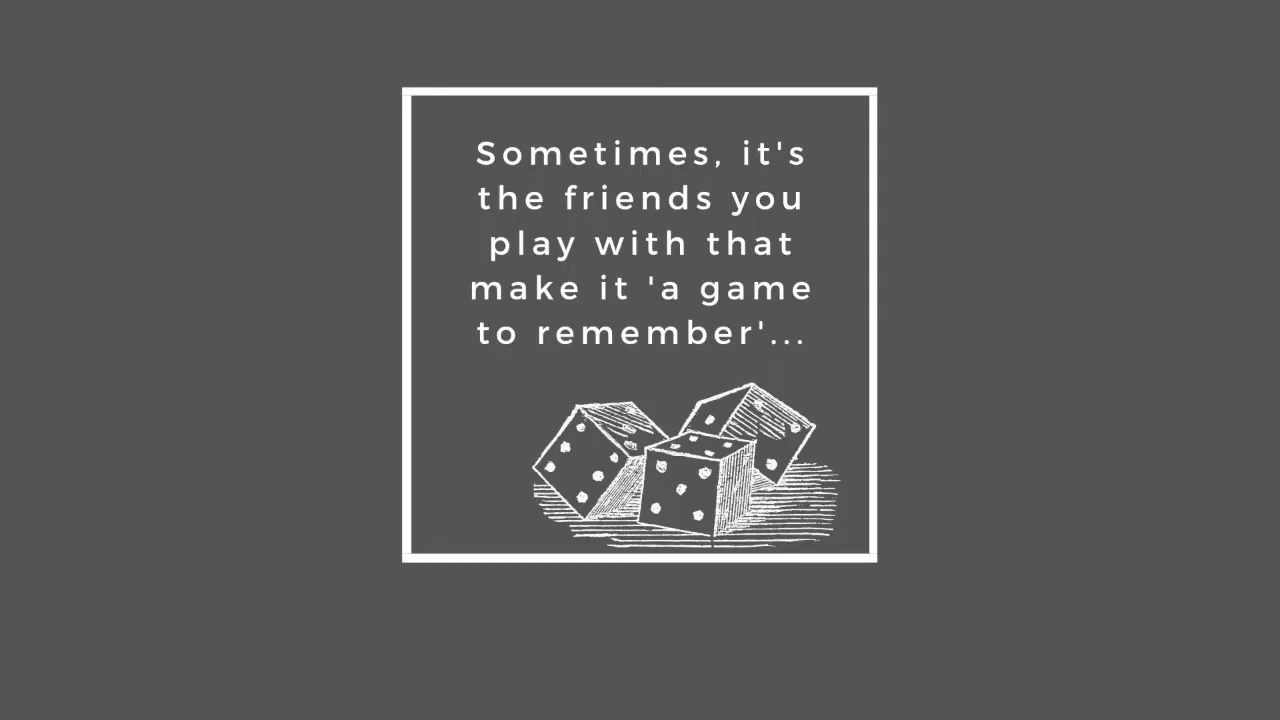 Sometimes, it's
the friends you
play with that
make it 'a game
to remember'...